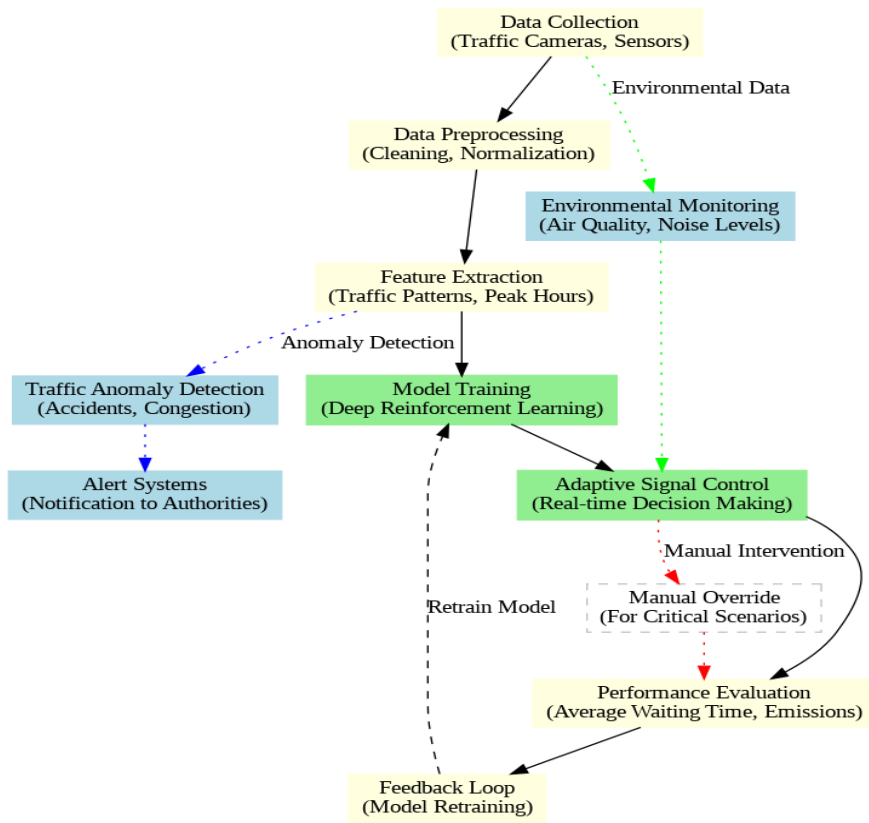 Data Collection
(Traffic Cameras, Sensors)
Environmental Data
Data Preprocessing
(Cleaning, Normalization)
Environmental Monitoring
(Air Quality, Noise Levels)
Feature Extraction
(Traffic Patterns, Peak Hours)
Anomaly Detection
Traffic Anomaly Detection
(Accidents, Congestion)
Model Training
(Deep Reinforcement Learning)
Alert Systems
(Notification to Authorities)
Adaptive Signal Control
(Real-time Decision Making)
Manual Intervention
Manual Override
(For Critical Scenarios)
Retrain Model
Performance Evaluation
(Average Waiting Time, Emissions)
Feedback Loop
(Model Retraining)